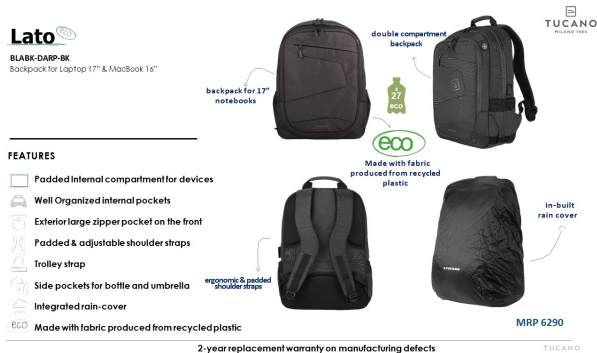 Lato eco
BLABK-DARP-BK
Backpack for Laptop 17" & MacBook 16"
TUCANO
MILANO 1985
double compartment
backpack
backpack for 17"
notebooks
x
27
eco
eco
Made with fabric
produced from recycled
plastic
FEATURES
Padded Internal compartment for devices
Well Organized internal pockets
Exterior large zipper pocket on the front
Padded & adjustable shoulder straps
Trolley strap
Side pockets for bottle and umbrella
Integrated rain-cover
eco Made with fabric produced from recycled plastic
ergonomic & padded
shoulder straps
in-built
rain cover
TUCANO
MRP 6290
2-year replacement warranty on manufacturing defects
TUCANO